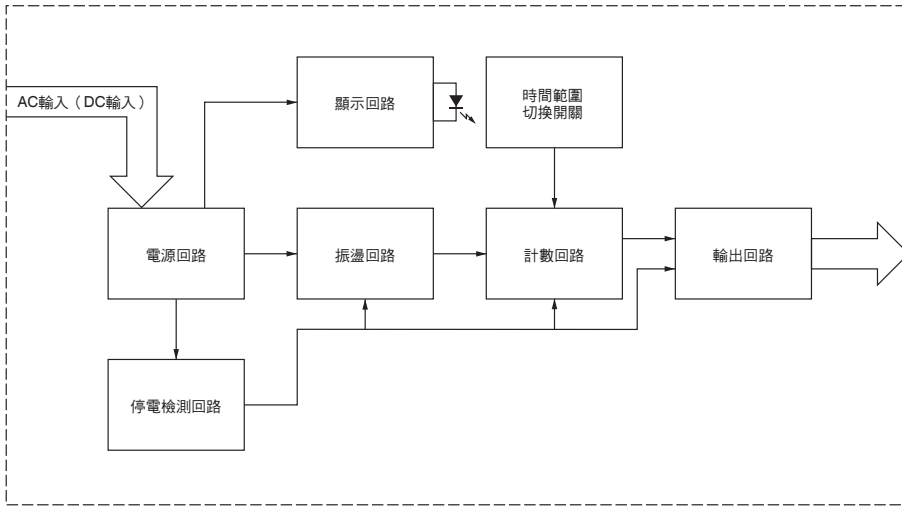 AC輸入（DC輸入）
顯示回路
時間範圍
切換開關
電源回路
振盪回路
計數回路
輸出回路
停電檢測回路